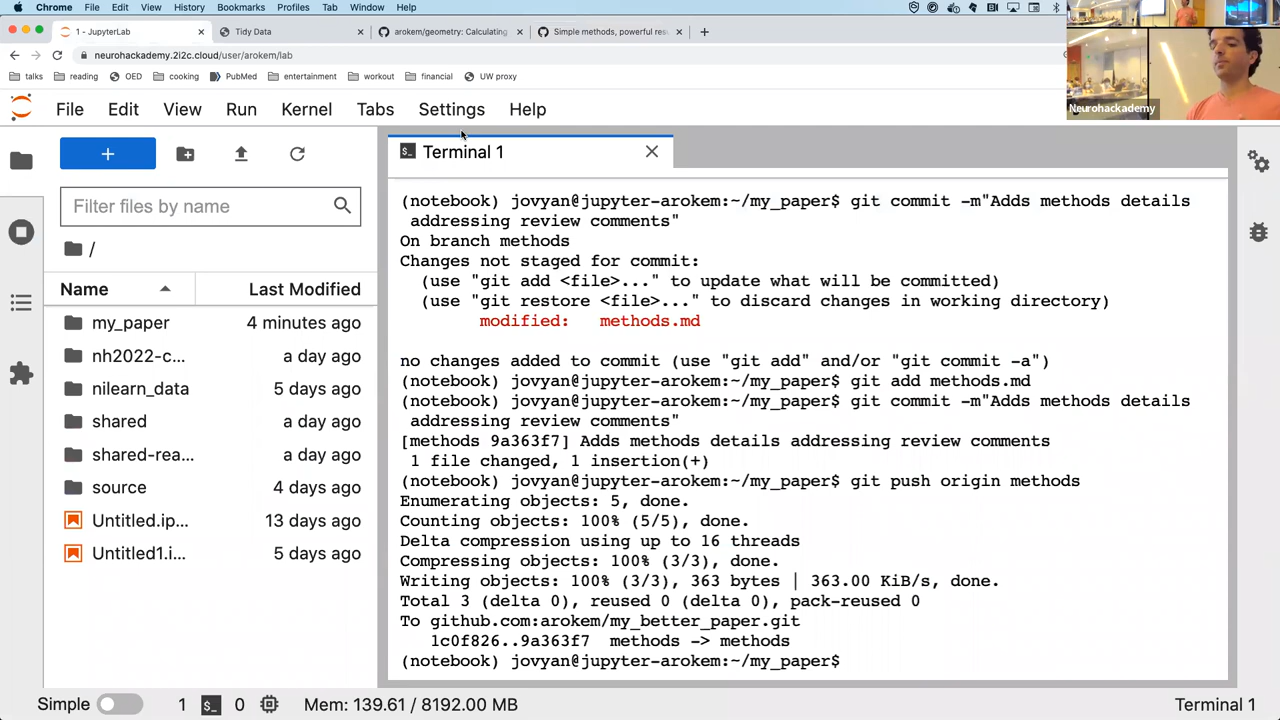 Chrome File Edit View History Bookmarks Profiles Tab Window Help
1 - JupyterLab
Tidy Data
arokem/geometry: Calculating
Simple methods, powerful res
neurohackademy.2i2c.cloud/user/arokem/lab
talks reading OED cooking PubMed entertainment workout financial UW proxy
Neurohackademy
File Edit View Run Kernel Tabs Settings Help
Filter files by name
/
Name Last Modified
my_paper 4 minutes ago
nh2022-c... a day ago
nilearn_data 5 days ago
shared a day ago
shared-rea... a day ago
source 4 days ago
Untitled.ip... 13 days ago
Untitled1.i... 5 days ago
Terminal 1
(notebook) jovyan@jupyter-arokem:~/my_paper$ git commit -m"Adds methods details
addressing review comments"
On branch methods
Changes not staged for commit:
(use "git add <file>..." to update what will be committed)
(use "git restore <file>..." to discard changes in working directory)
modified: methods.md
no changes added to commit (use "git add" and/or "git commit -a")
(notebook) jovyan@jupyter-arokem:~/my_paper$ git add methods.md
(notebook) jovyan@jupyter-arokem:~/my_paper$ git commit -m"Adds methods details
addressing review comments"
[methods 9a363f7] Adds methods details addressing review comments
1 file changed, 1 insertion(+)
(notebook) jovyan@jupyter-arokem:~/my_paper$ git push origin methods
Enumerating objects: 5, done.
Counting objects: 100% (5/5), done.
Delta compression using up to 16 threads
Compressing objects: 100% (3/3), done.
Writing objects: 100% (3/3), 363 bytes | 363.00 KiB/s, done.
Total 3 (delta 0), reused 0 (delta 0), pack-reused 0
To github.com:arokem/my_better_paper.git
1c0f826..9a363f7 methods -> methods
(notebook) jovyan@jupyter-arokem:~/my_paper$
Simple 1 0 Mem: 139.61 / 8192.00 MB Terminal 1